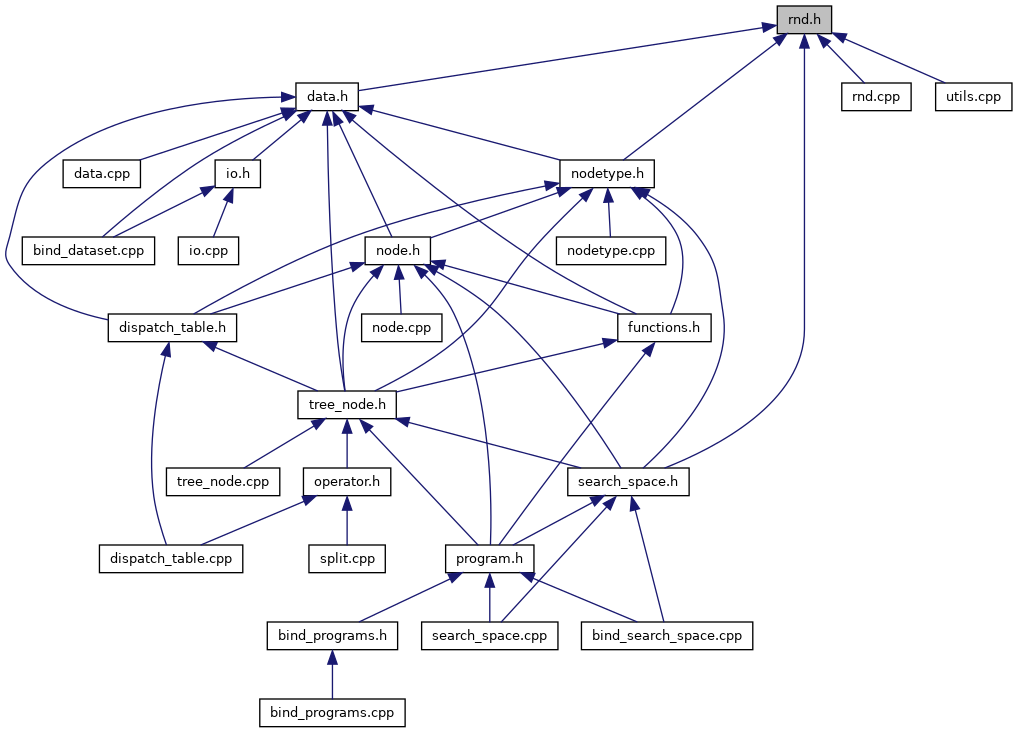 rnd.h
data.h
rnd.cpp
utils.cpp
data.cpp
io.h
nodetype.h
bind_dataset.cpp
io.cpp
node.h
nodetype.cpp
dispatch_table.h
node.cpp
functions.h
tree_node.h
tree_node.cpp
operator.h
search_space.h
dispatch_table.cpp
split.cpp
program.h
bind_programs.h
search_space.cpp
bind_search_space.cpp
bind_programs.cpp